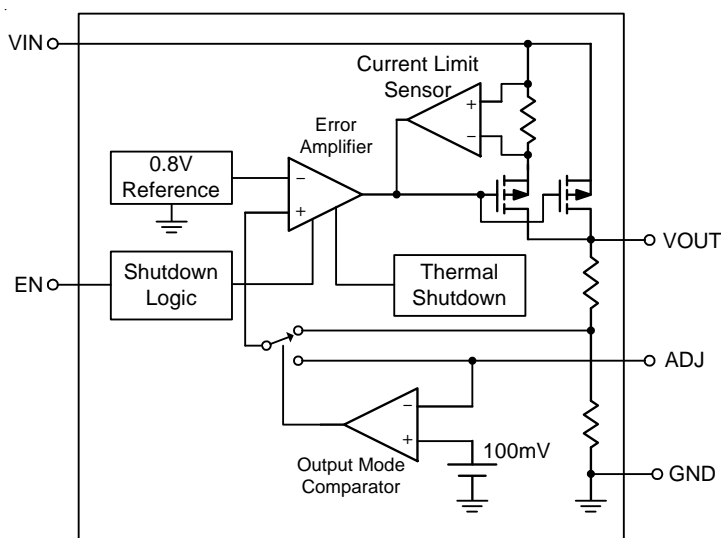 VIN
Current Limit
Sensor
+
−
Error
Amplifier
0.8V
Reference
−
+
VOUT
EN
Shutdown
Logic
Thermal
Shutdown
ADJ
−
+
100mV
Output Mode
Comparator
GND